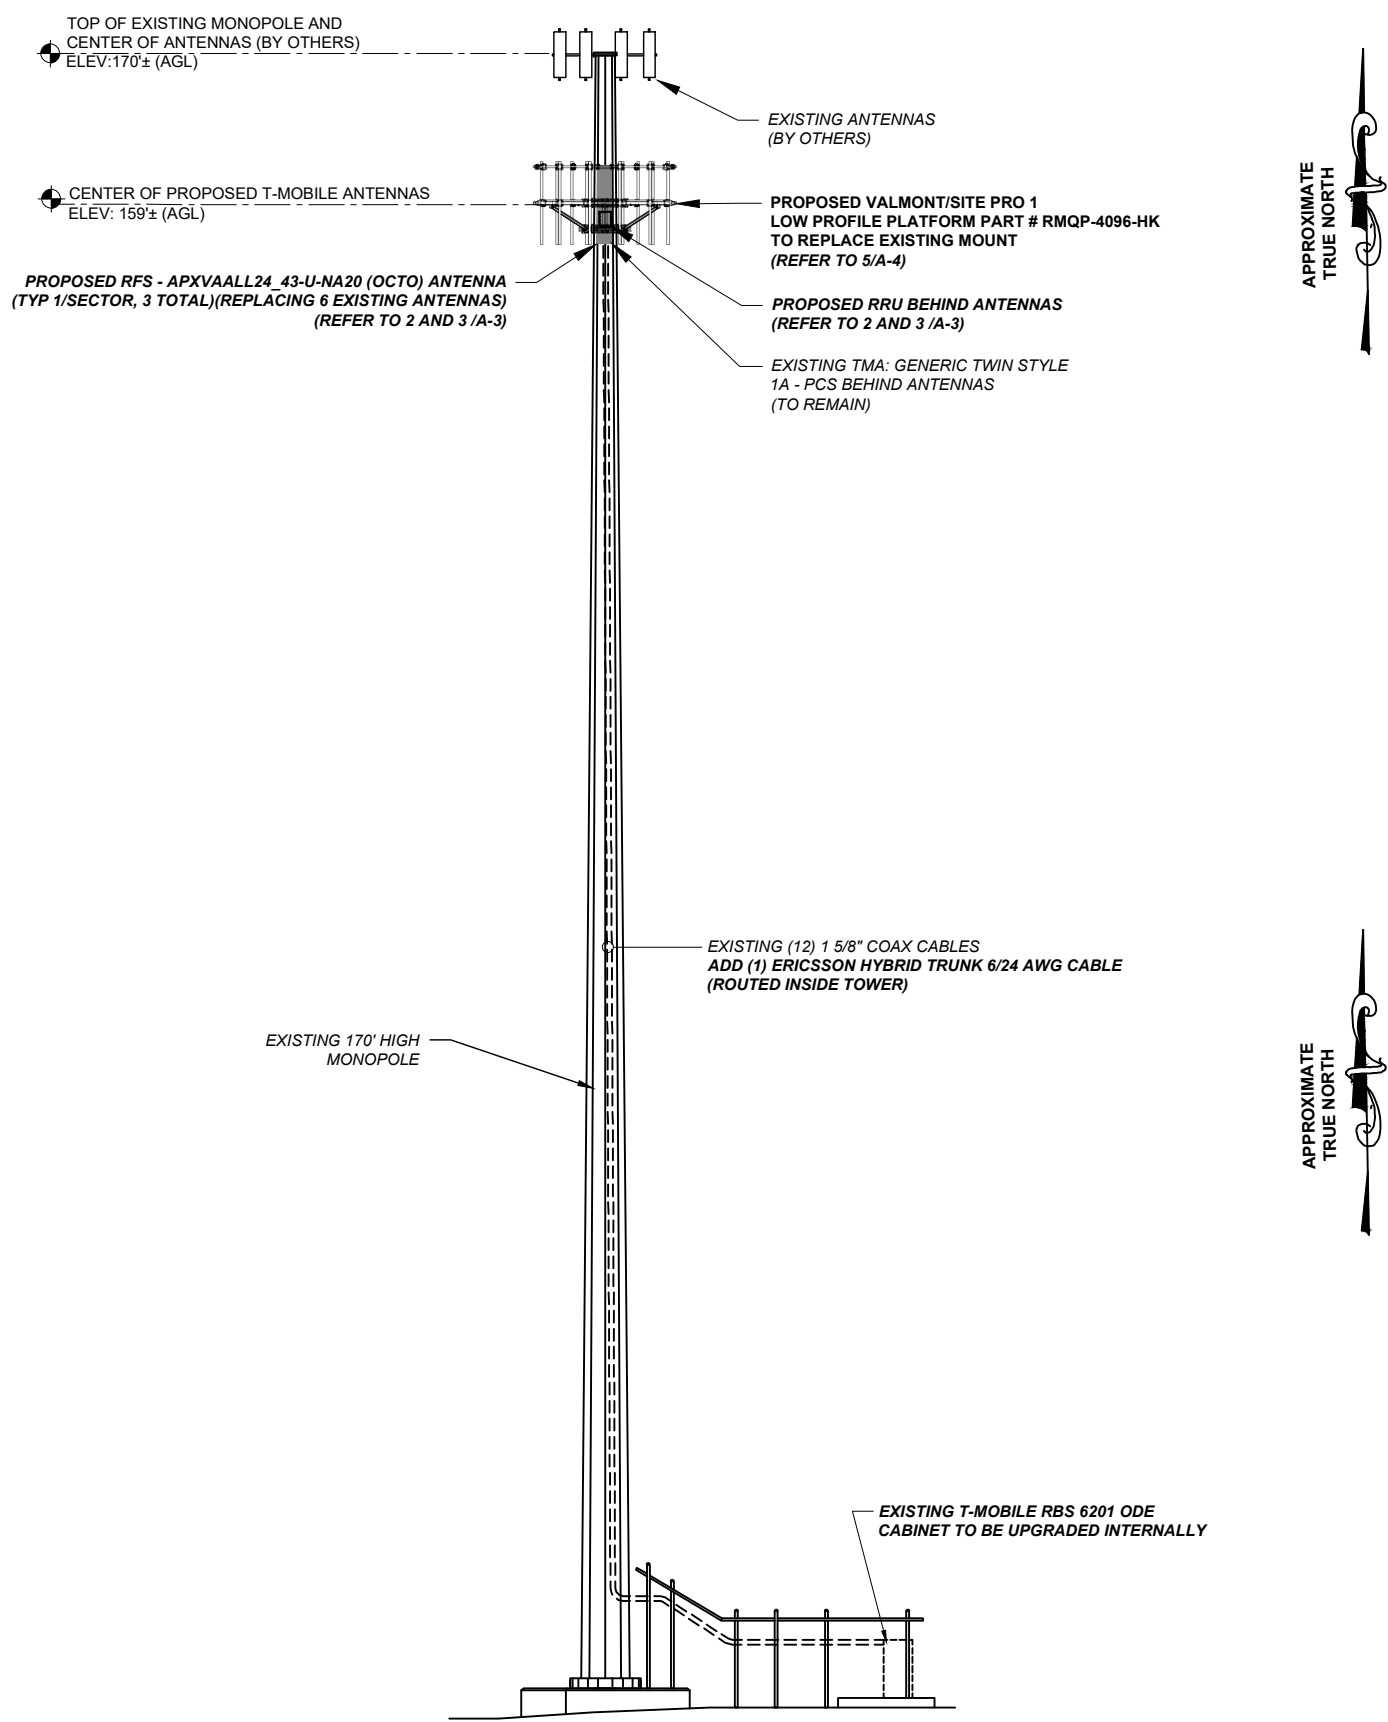 TOP OF EXISTING MONOPOLE AND
CENTER OF ANTENNAS (BY OTHERS)
ELEV:170'± (AGL)
EXISTING ANTENNAS
(BY OTHERS)
APPROXIMATE
TRUE NORTH
CENTER OF PROPOSED T-MOBILE ANTENNAS
ELEV: 159'± (AGL)
PROPOSED VALMONT/SITE PRO 1
LOW PROFILE PLATFORM PART # RMQP-4096-HK
TO REPLACE EXISTING MOUNT
(REFER TO 5/A-4)
PROPOSED RFS - APXVAALL24_43-U-NA20 (OCTO) ANTENNA
(TYP 1/SECTOR, 3 TOTAL)(REPLACING 6 EXISTING ANTENNAS)
(REFER TO 2 AND 3 /A-3)
PROPOSED RRU BEHIND ANTENNAS
(REFER TO 2 AND 3 /A-3)
EXISTING TMA: GENERIC TWIN STYLE
1A - PCS BEHIND ANTENNAS
(TO REMAIN)
EXISTING (12) 1 5/8" COAX CABLES
ADD (1) ERICSSON HYBRID TRUNK 6/24 AWG CABLE
(ROUTED INSIDE TOWER)
EXISTING 170' HIGH
MONOPOLE
APPROXIMATE
TRUE NORTH
EXISTING T-MOBILE RBS 6201 ODE
CABINET TO BE UPGRADED INTERNALLY